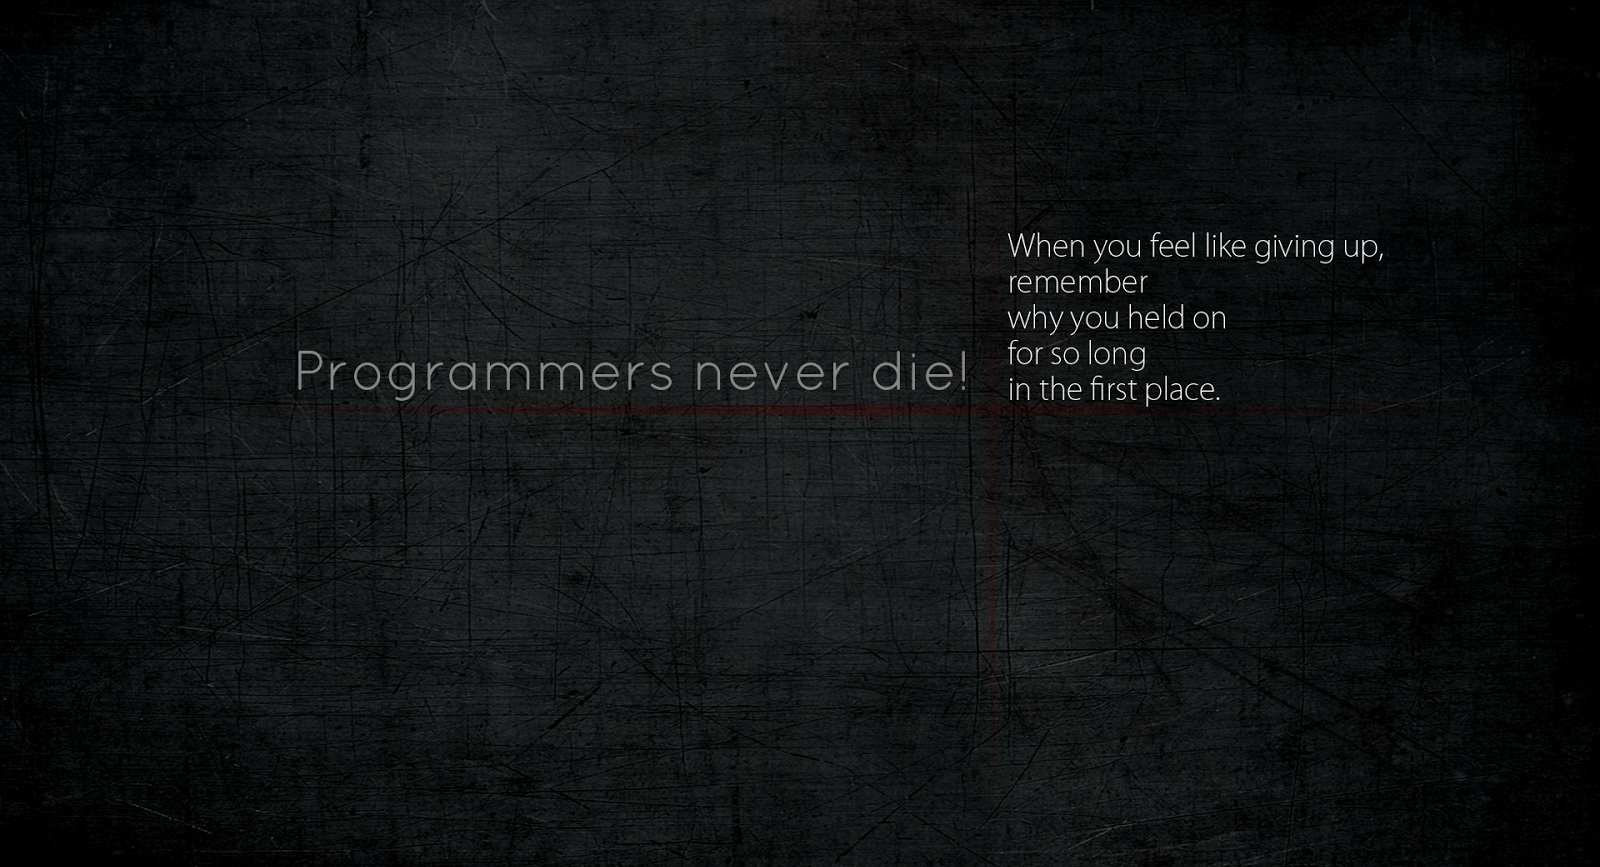 Programmers never die!
When you feel like giving up,
remember
why you held on
for so long
in the first place.